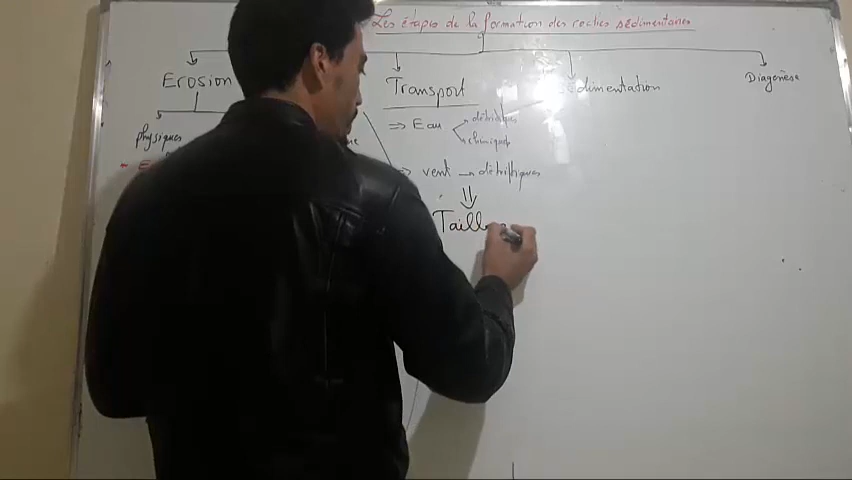 Les étapes de la formation des roches sédimentaires
Erosion Transport Sédimentation Diagenèse
physiques
⇒ Eau détritiques
chimiques
vent → détritiques
Taille